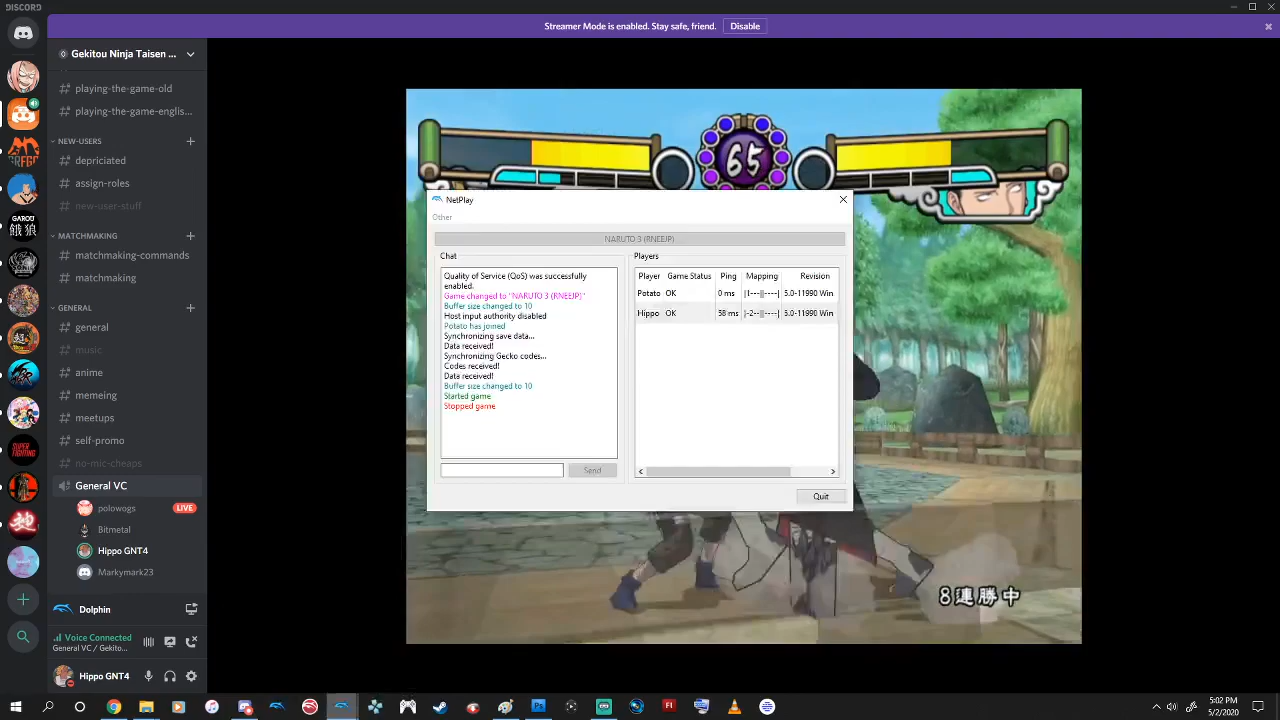 DISCORD
Streamer Mode is enabled. Stay safe, friend.
Disable
Gekitou Ninja Taisen ...
playing-the-game-old
playing-the-game-englis...
NEW-USERS
depriciated
assign-roles
new-user-stuff
MATCHMAKING
matchmaking-commands
matchmaking
GENERAL
general
music
anime
memeing
meetups
self-promo
no-mic-cheaps
General VC
polowogs
LIVE
Bitmetal
Hippo GNT4
Markymark23
Dolphin
Voice Connected
General VC / Gekito...
Hippo GNT4
65
NetPlay
Other
NARUTO 3 (RNEEJP)
Chat
Quality of Service (QoS) was successfully
enabled.
Game changed to "NARUTO 3 (RNEEJP)"
Buffer size changed to 10
Host input authority disabled
Potato has joined
Synchronizing save data...
Data received!
Synchronizing Gecko codes...
Codes received!
Data received!
Buffer size changed to 10
Started game
Stopped game
Send
Players
Player Game Status Ping Mapping Revision
Potato OK 0 ms |1---||----| 5.0-11990 Win
Hippo OK 58 ms |-2--||----| 5.0-11990 Win
Quit
8連勝中
5:02 PM
5/2/2020